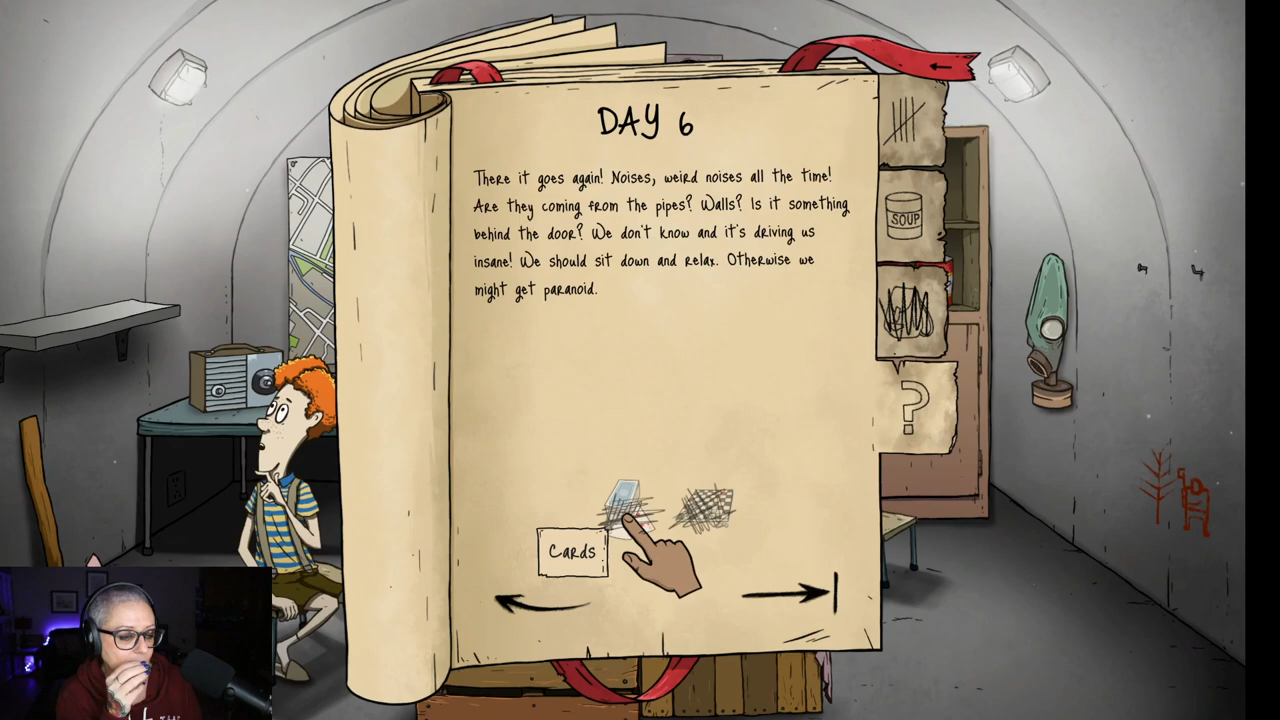 DAY 6
There it goes again! Noises, weird noises all the time!
Are they coming from the pipes? Walls? Is it something
behind the door? We don't know and it's driving us
insane! We should sit down and relax. Otherwise we
might get paranoid.
SOUP
?
Cards